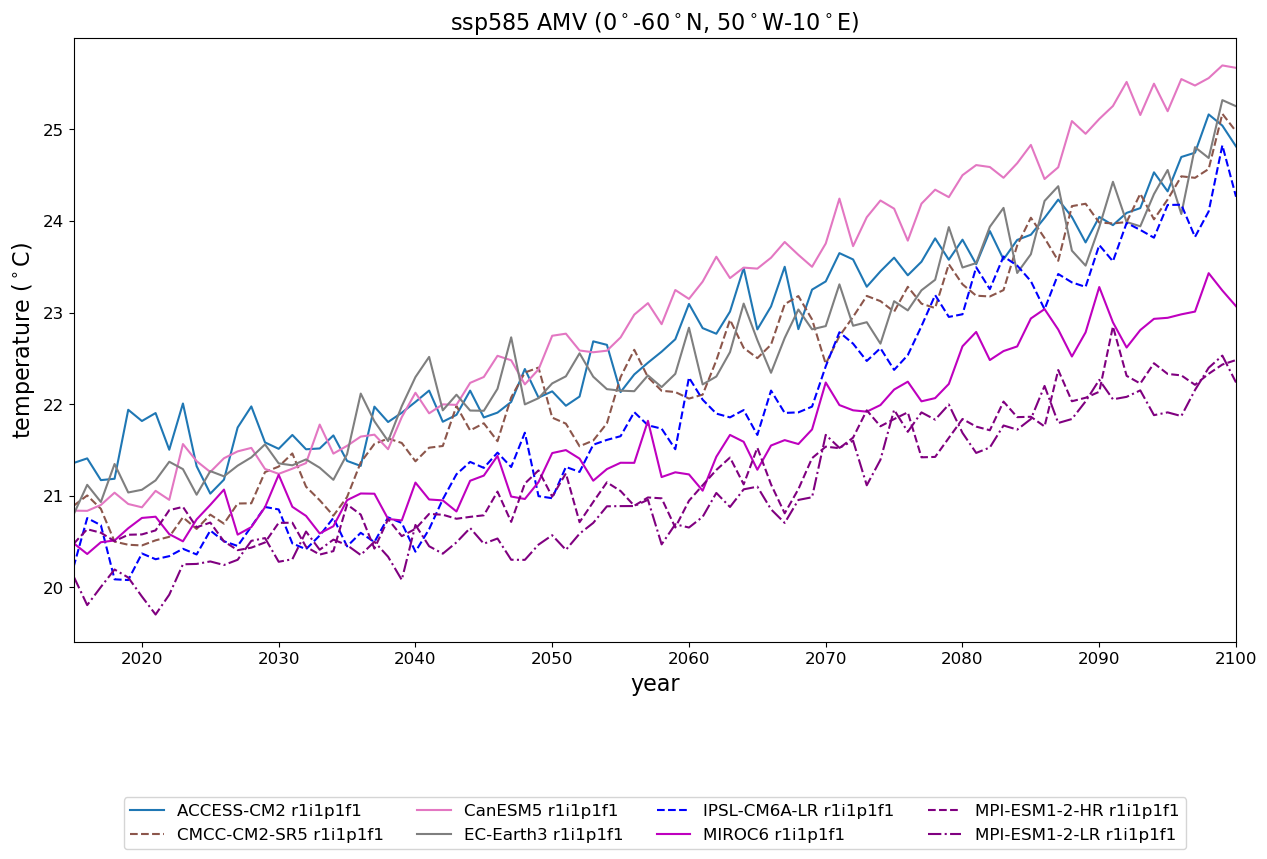 ssp585 AMV (0°-60°N, 50°W-10°E)
25
24
23
22
21
20
temperature (°C)
2020 2030 2040 2050 2060 2070 2080 2090 2100
year
ACCESS-CM2 r1i1p1f1 CanESM5 r1i1p1f1 IPSL-CM6A-LR r1i1p1f1 MPI-ESM1-2-HR r1i1p1f1
CMCC-CM2-SR5 r1i1p1f1 EC-Earth3 r1i1p1f1 MIROC6 r1i1p1f1 MPI-ESM1-2-LR r1i1p1f1